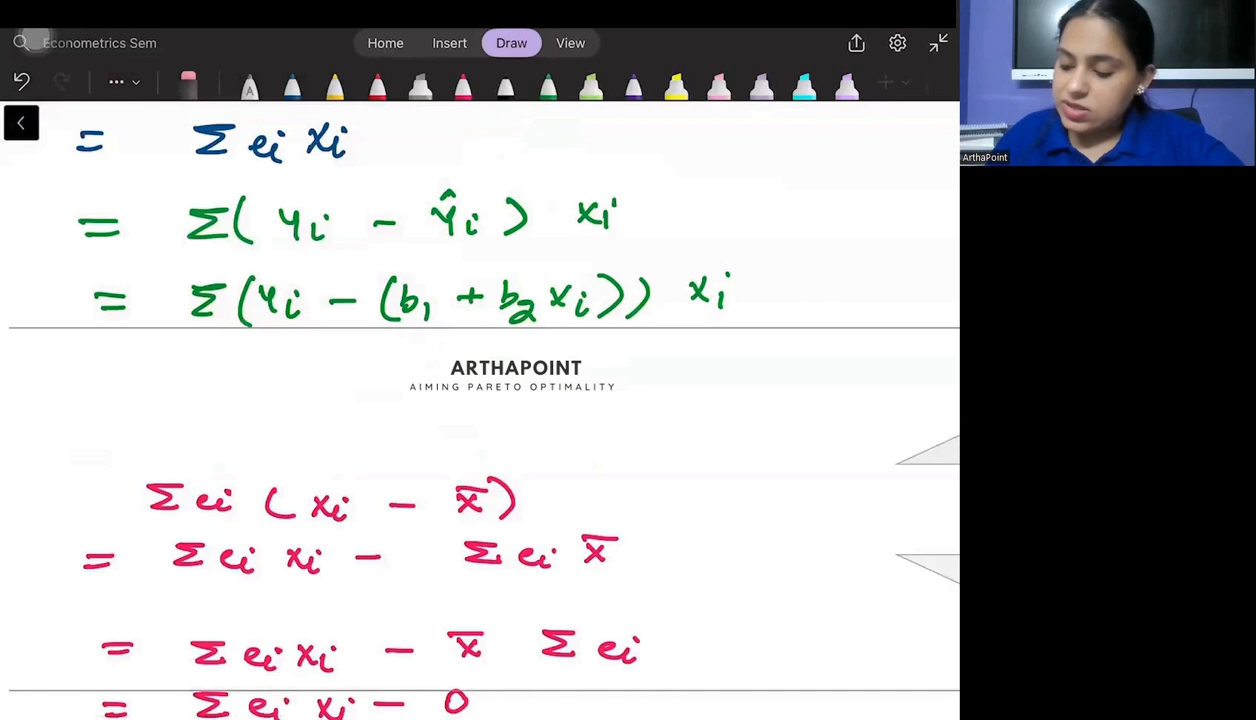 Econometrics Sem
Home Insert Draw View
= Σ ei xi
= Σ( Yi - Ŷi ) xi
= Σ(Yi - (b1 + b2 xi)) xi
ArthaPoint
ARTHAPOINT
AIMING PARETO OPTIMALITY
Σ ei ( xi - x̅ )
= Σ ei xi - Σ ei x̅
= Σ ei xi - x̅ Σ ei
= Σ ei xi - 0